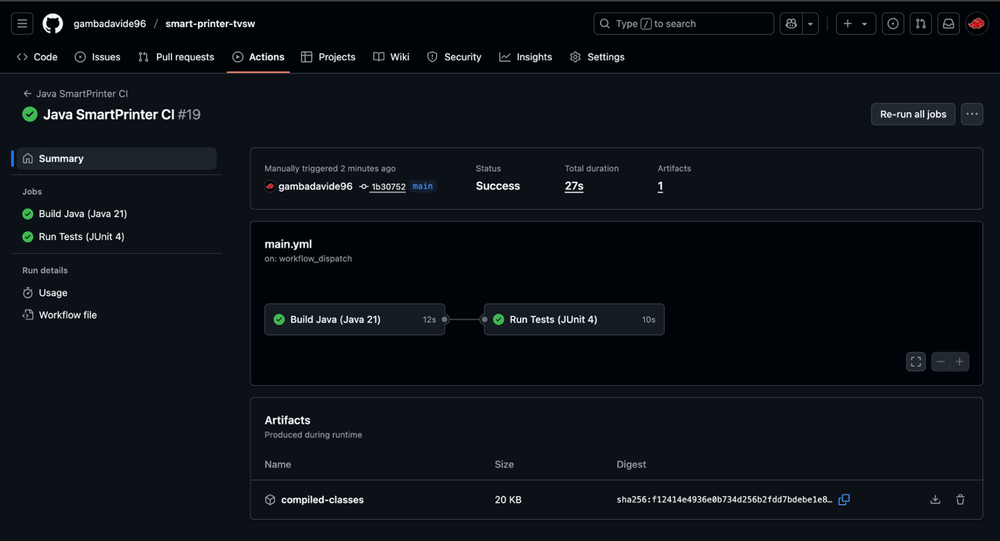 gambadavide96 / smart-printer-tvsw
Type / to search
Code Issues Pull requests Actions Projects Wiki Security Insights Settings
Java SmartPrinter CI
Java SmartPrinter CI #19
Re-run all jobs
Summary
Jobs
Build Java (Java 21)
Run Tests (JUnit 4)
Run details
Usage
Workflow file
Manually triggered 2 minutes ago
gambadavide96 1b30752 main
Status
Success
Total duration
27s
Artifacts
1
main.yml
on: workflow_dispatch
Build Java (Java 21) 12s
Run Tests (JUnit 4) 10s
Artifacts
Produced during runtime
Name Size Digest
compiled-classes 20 KB sha256:f12414e4936e0b734d256b2fdd7bdebe1e8…